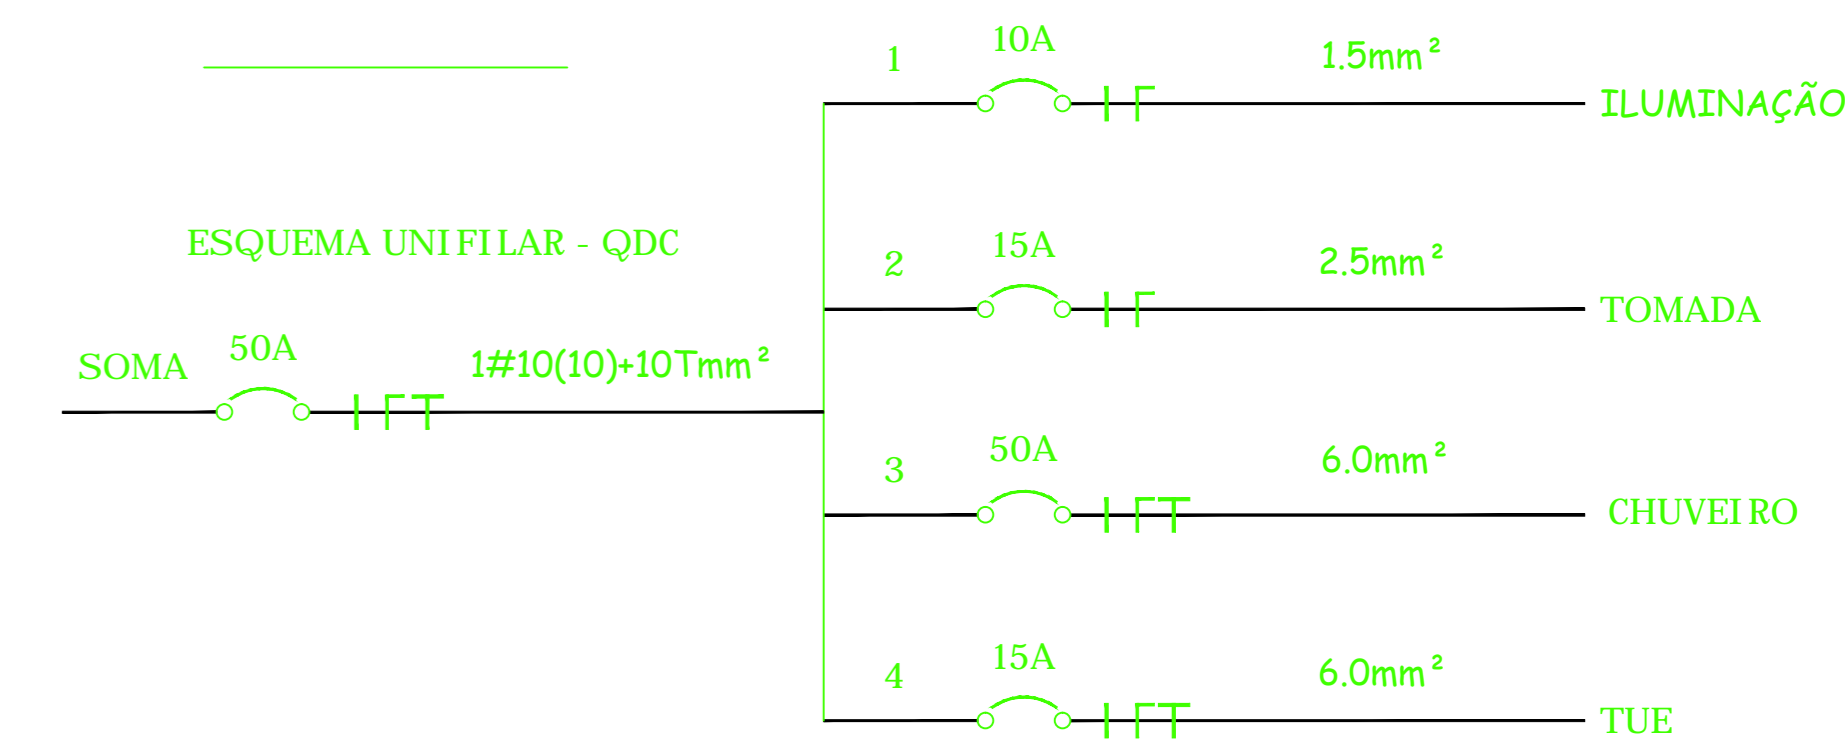 ESQUEMA UNIFILAR - QDC
SOMA
50A
1#10(10)+10Tmm²
1
10A
1.5mm²
ILUMINAÇÃO
2
15A
2.5mm²
TOMADA
3
50A
6.0mm²
CHUVEIRO
4
15A
6.0mm²
TUE